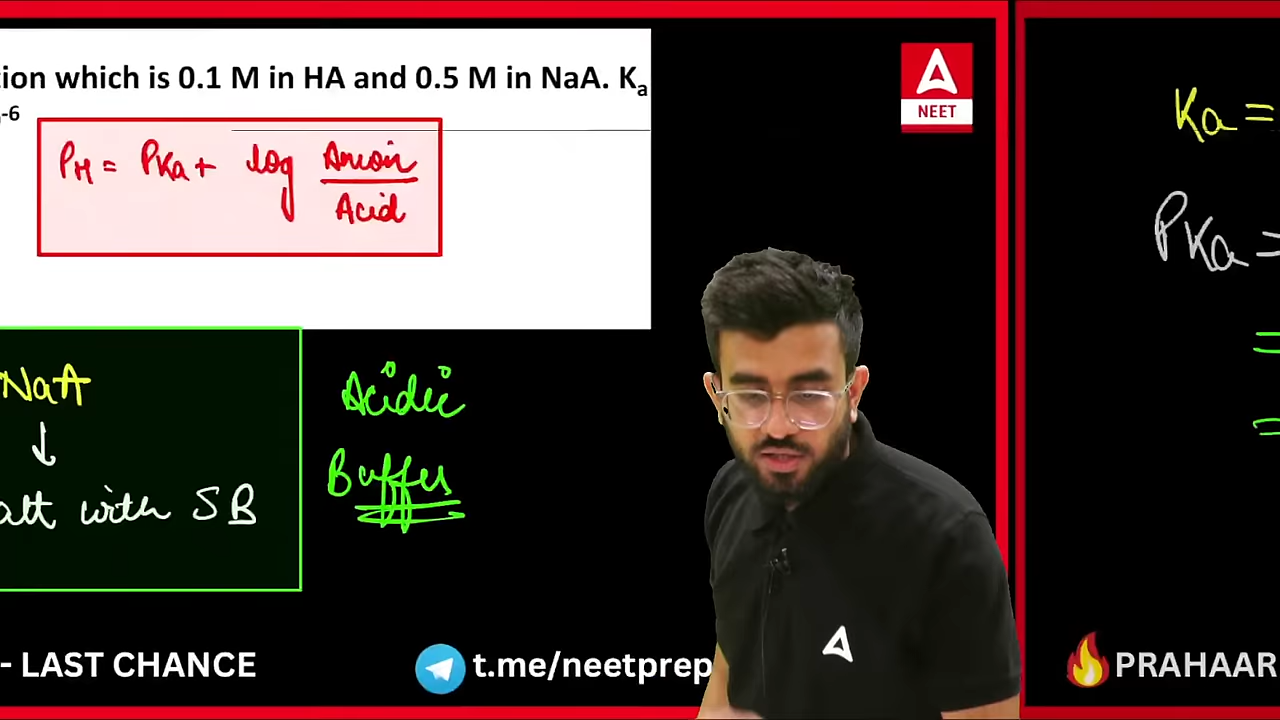 tion which is 0.1 M in HA and 0.5 M in NaA. Ka
-6
PH = PKa + log Anion
Acid
NEET
Ka =
PKa =
=
=
NaA
↓
alt with SB
Acidic
Buffer
- LAST CHANCE
t.me/neetprep
PRAHAAR